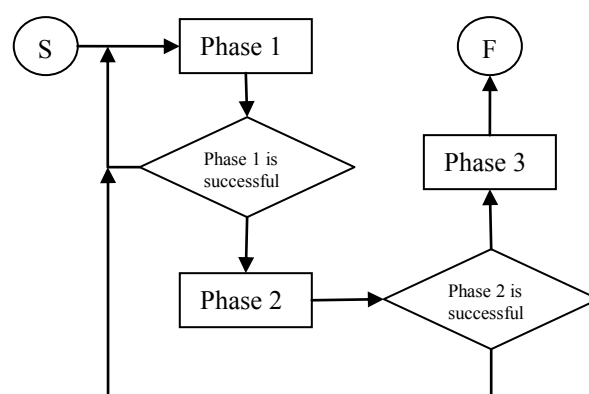 S
Phase 1
F
Phase 1 is
successful
Phase 3
Phase 2
Phase 2 is
successful